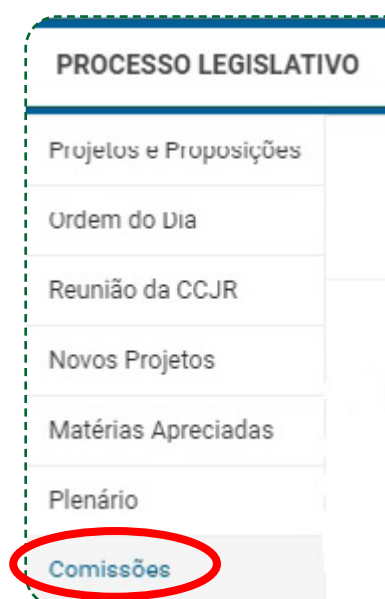 PROCESSO LEGISLATIVO
Projetos e Proposições
Ordem do Dia
Reunião da CCJR
Novos Projetos
Matérias Apreciadas
Plenário
Comissões